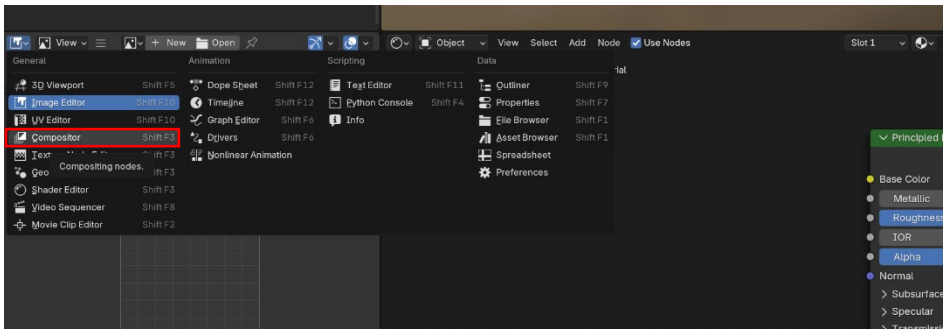 View
New
Open
Object
View Select Add Node Use Nodes
Slot 1
General Animation Scripting Data
3D Viewport Shift F5 Dope Sheet Shift F12 Text Editor Shift F11 Outliner Shift F9
Image Editor Shift F10 Timeline Shift F12 Python Console Shift F4 Properties Shift F7
UV Editor Shift F10 Graph Editor Shift F6 Info File Browser Shift F1
Compositor Shift F3 Drivers Shift F6 Asset Browser Shift F1
Nonlinear Animation Spreadsheet
Compositing nodes.
Preferences
Shader Editor Shift F3
Video Sequencer Shift F8
Movie Clip Editor Shift F2
Principled
Base Color
Metallic
Roughness
IOR
Alpha
Normal
Subsurface
Specular